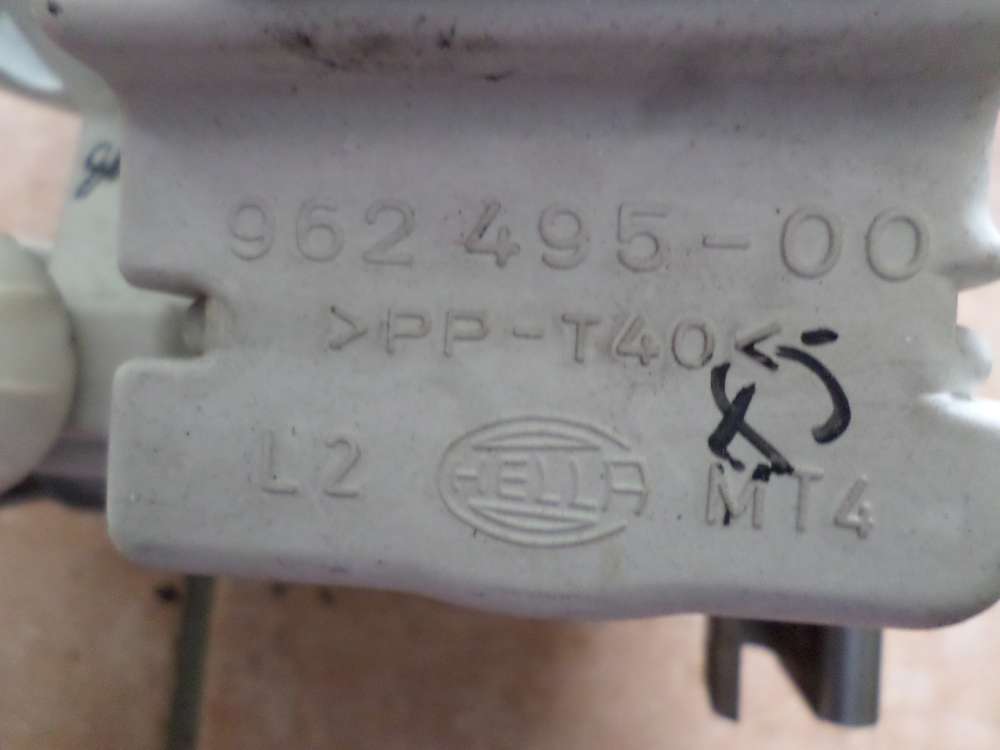 962 495-00
>PP-T40<
L2 HELLA MT4